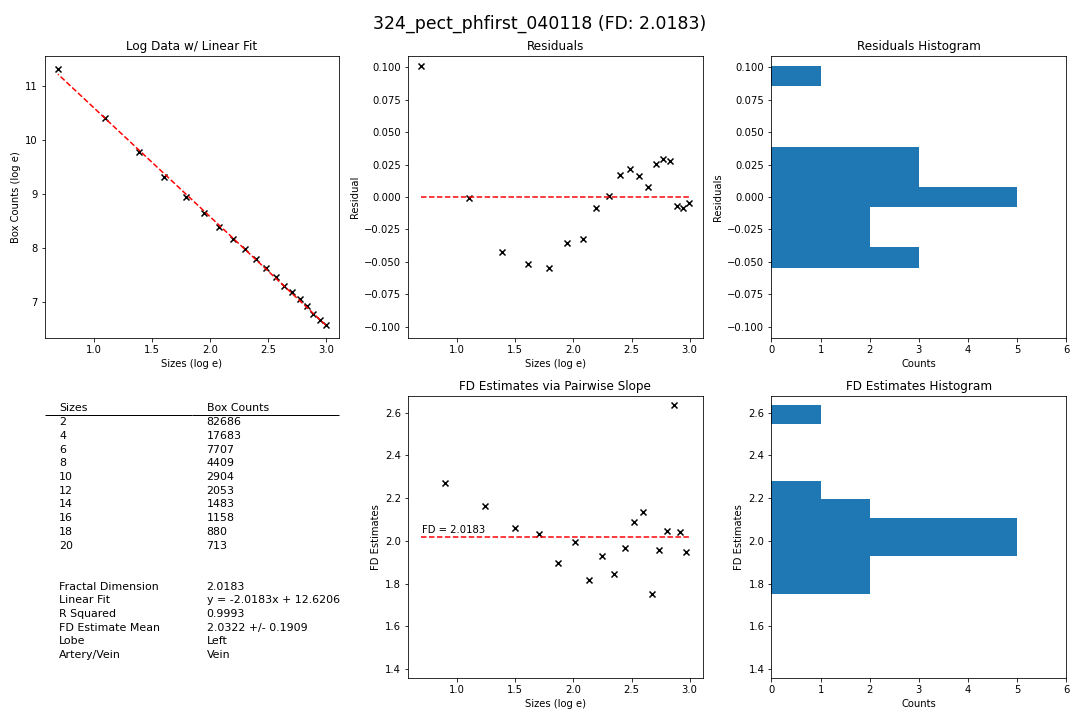 324_pect_phfirst_040118 (FD: 2.0183)
Log Data w/ Linear Fit
Box Counts (log e)
11
10
9
8
7
1.0 1.5 2.0 2.5 3.0
Sizes (log e)
Residuals
Residual
0.100
0.075
0.050
0.025
0.000
−0.025
−0.050
−0.075
−0.100
1.0 1.5 2.0 2.5 3.0
Sizes (log e)
Residuals Histogram
Residuals
0.100
0.075
0.050
0.025
0.000
−0.025
−0.050
−0.075
−0.100
0 1 2 3 4 5 6
Counts
Sizes Box Counts
2 82686
4 17683
6 7707
8 4409
10 2904
12 2053
14 1483
16 1158
18 880
20 713
Fractal Dimension 2.0183
Linear Fit y = -2.0183x + 12.6206
R Squared 0.9993
FD Estimate Mean 2.0322 +/- 0.1909
Lobe Left
Artery/Vein Vein
FD Estimates via Pairwise Slope
FD Estimates
2.6
2.4
2.2
2.0
1.8
1.6
1.4
FD = 2.0183
1.0 1.5 2.0 2.5 3.0
Sizes (log e)
FD Estimates Histogram
FD Estimates
2.6
2.4
2.2
2.0
1.8
1.6
1.4
0 1 2 3 4 5 6
Counts